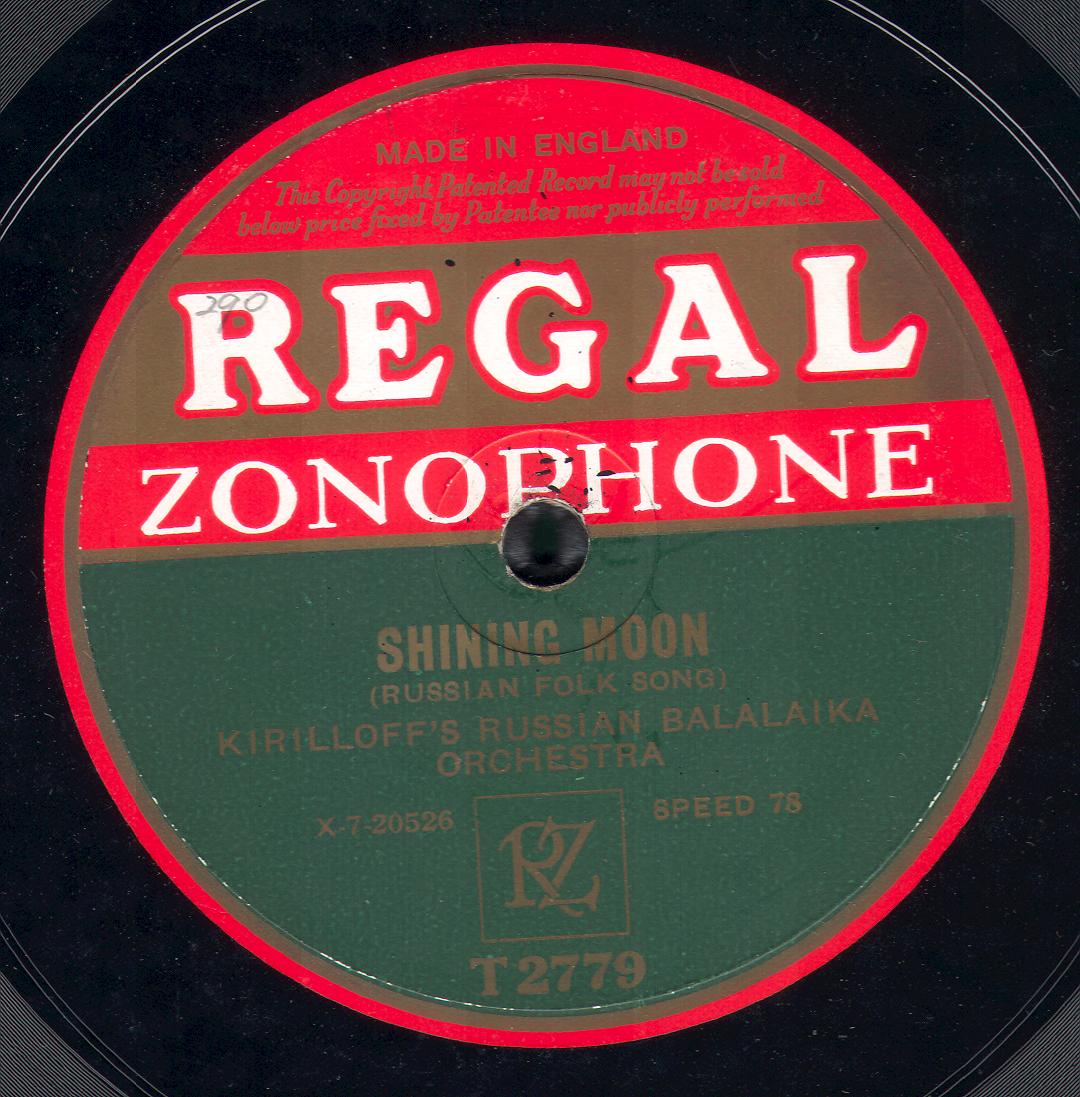 MADE IN ENGLAND
This Copyright Patented Record may not be sold
below price fixed by Patentee nor publicly performed
REGAL
290
ZONOPHONE
SHINING MOON
(RUSSIAN FOLK SONG)
KIRILLOFF'S RUSSIAN BALALAIKA
ORCHESTRA
X-7-20526
SPEED 78
RZ
T 2779